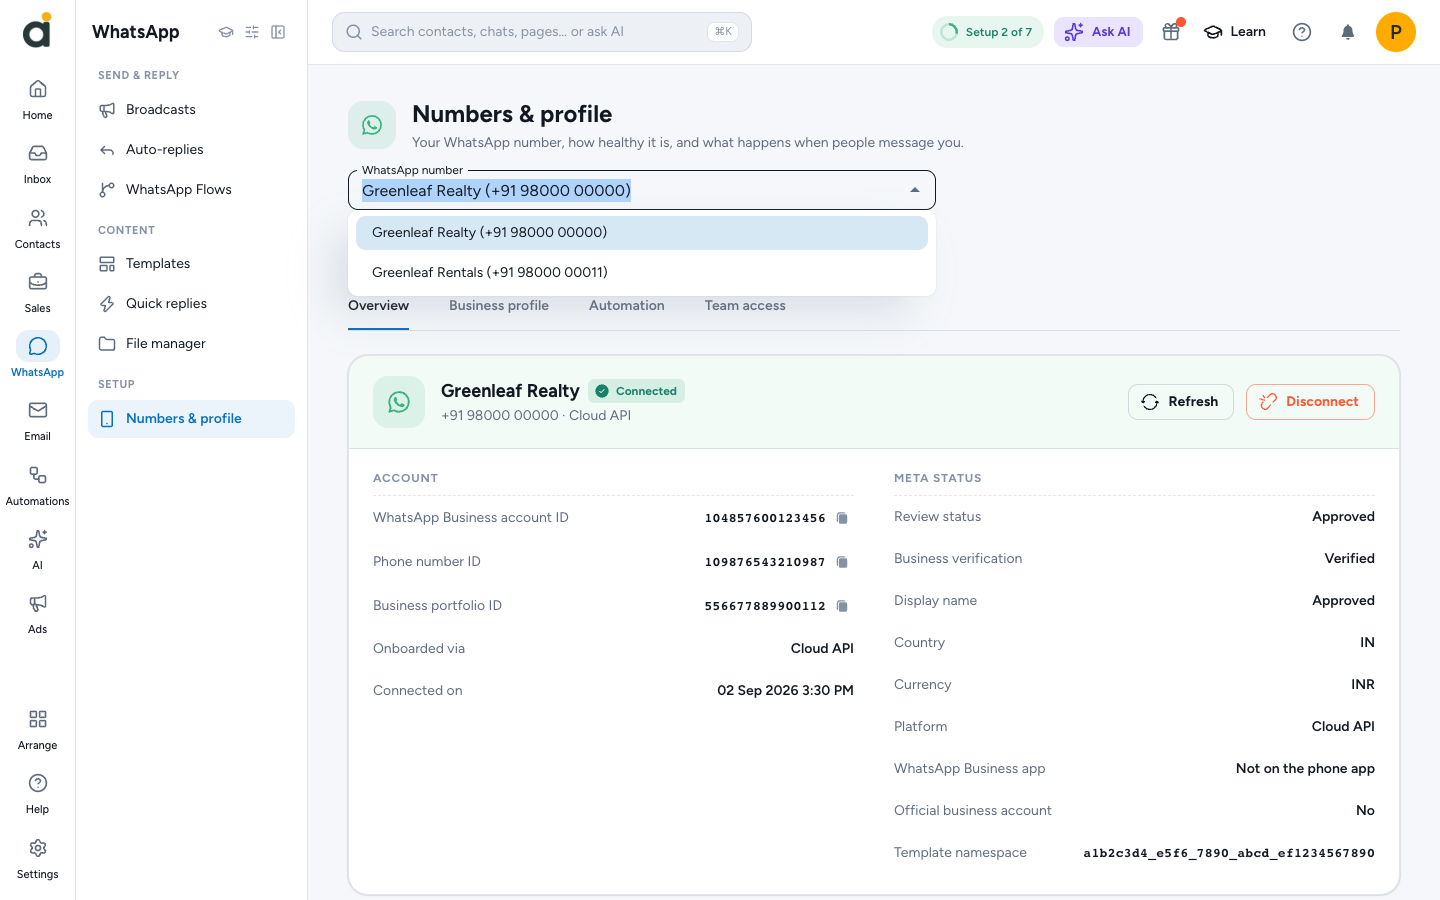 WhatsApp
Search contacts, chats, pages... or ask AI
⌘K
Setup 2 of 7
Ask AI
Learn
P
Home
Inbox
Contacts
Sales
WhatsApp
Email
Automations
AI
Ads
Arrange
Help
Settings
SEND & REPLY
Broadcasts
Auto-replies
WhatsApp Flows
CONTENT
Templates
Quick replies
File manager
SETUP
Numbers & profile
Numbers & profile
Your WhatsApp number, how healthy it is, and what happens when people message you.
WhatsApp number
Greenleaf Realty (+91 98000 00000)
Greenleaf Realty (+91 98000 00000)
Greenleaf Rentals (+91 98000 00011)
Overview
Business profile
Automation
Team access
Greenleaf Realty
Connected
+91 98000 00000 · Cloud API
Refresh
Disconnect
ACCOUNT
WhatsApp Business account ID 104857600123456
Phone number ID 109876543210987
Business portfolio ID 556677889900112
Onboarded via Cloud API
Connected on 02 Sep 2026 3:30 PM
META STATUS
Review status Approved
Business verification Verified
Display name Approved
Country IN
Currency INR
Platform Cloud API
WhatsApp Business app Not on the phone app
Official business account No
Template namespace a1b2c3d4_e5f6_7890_abcd_ef1234567890